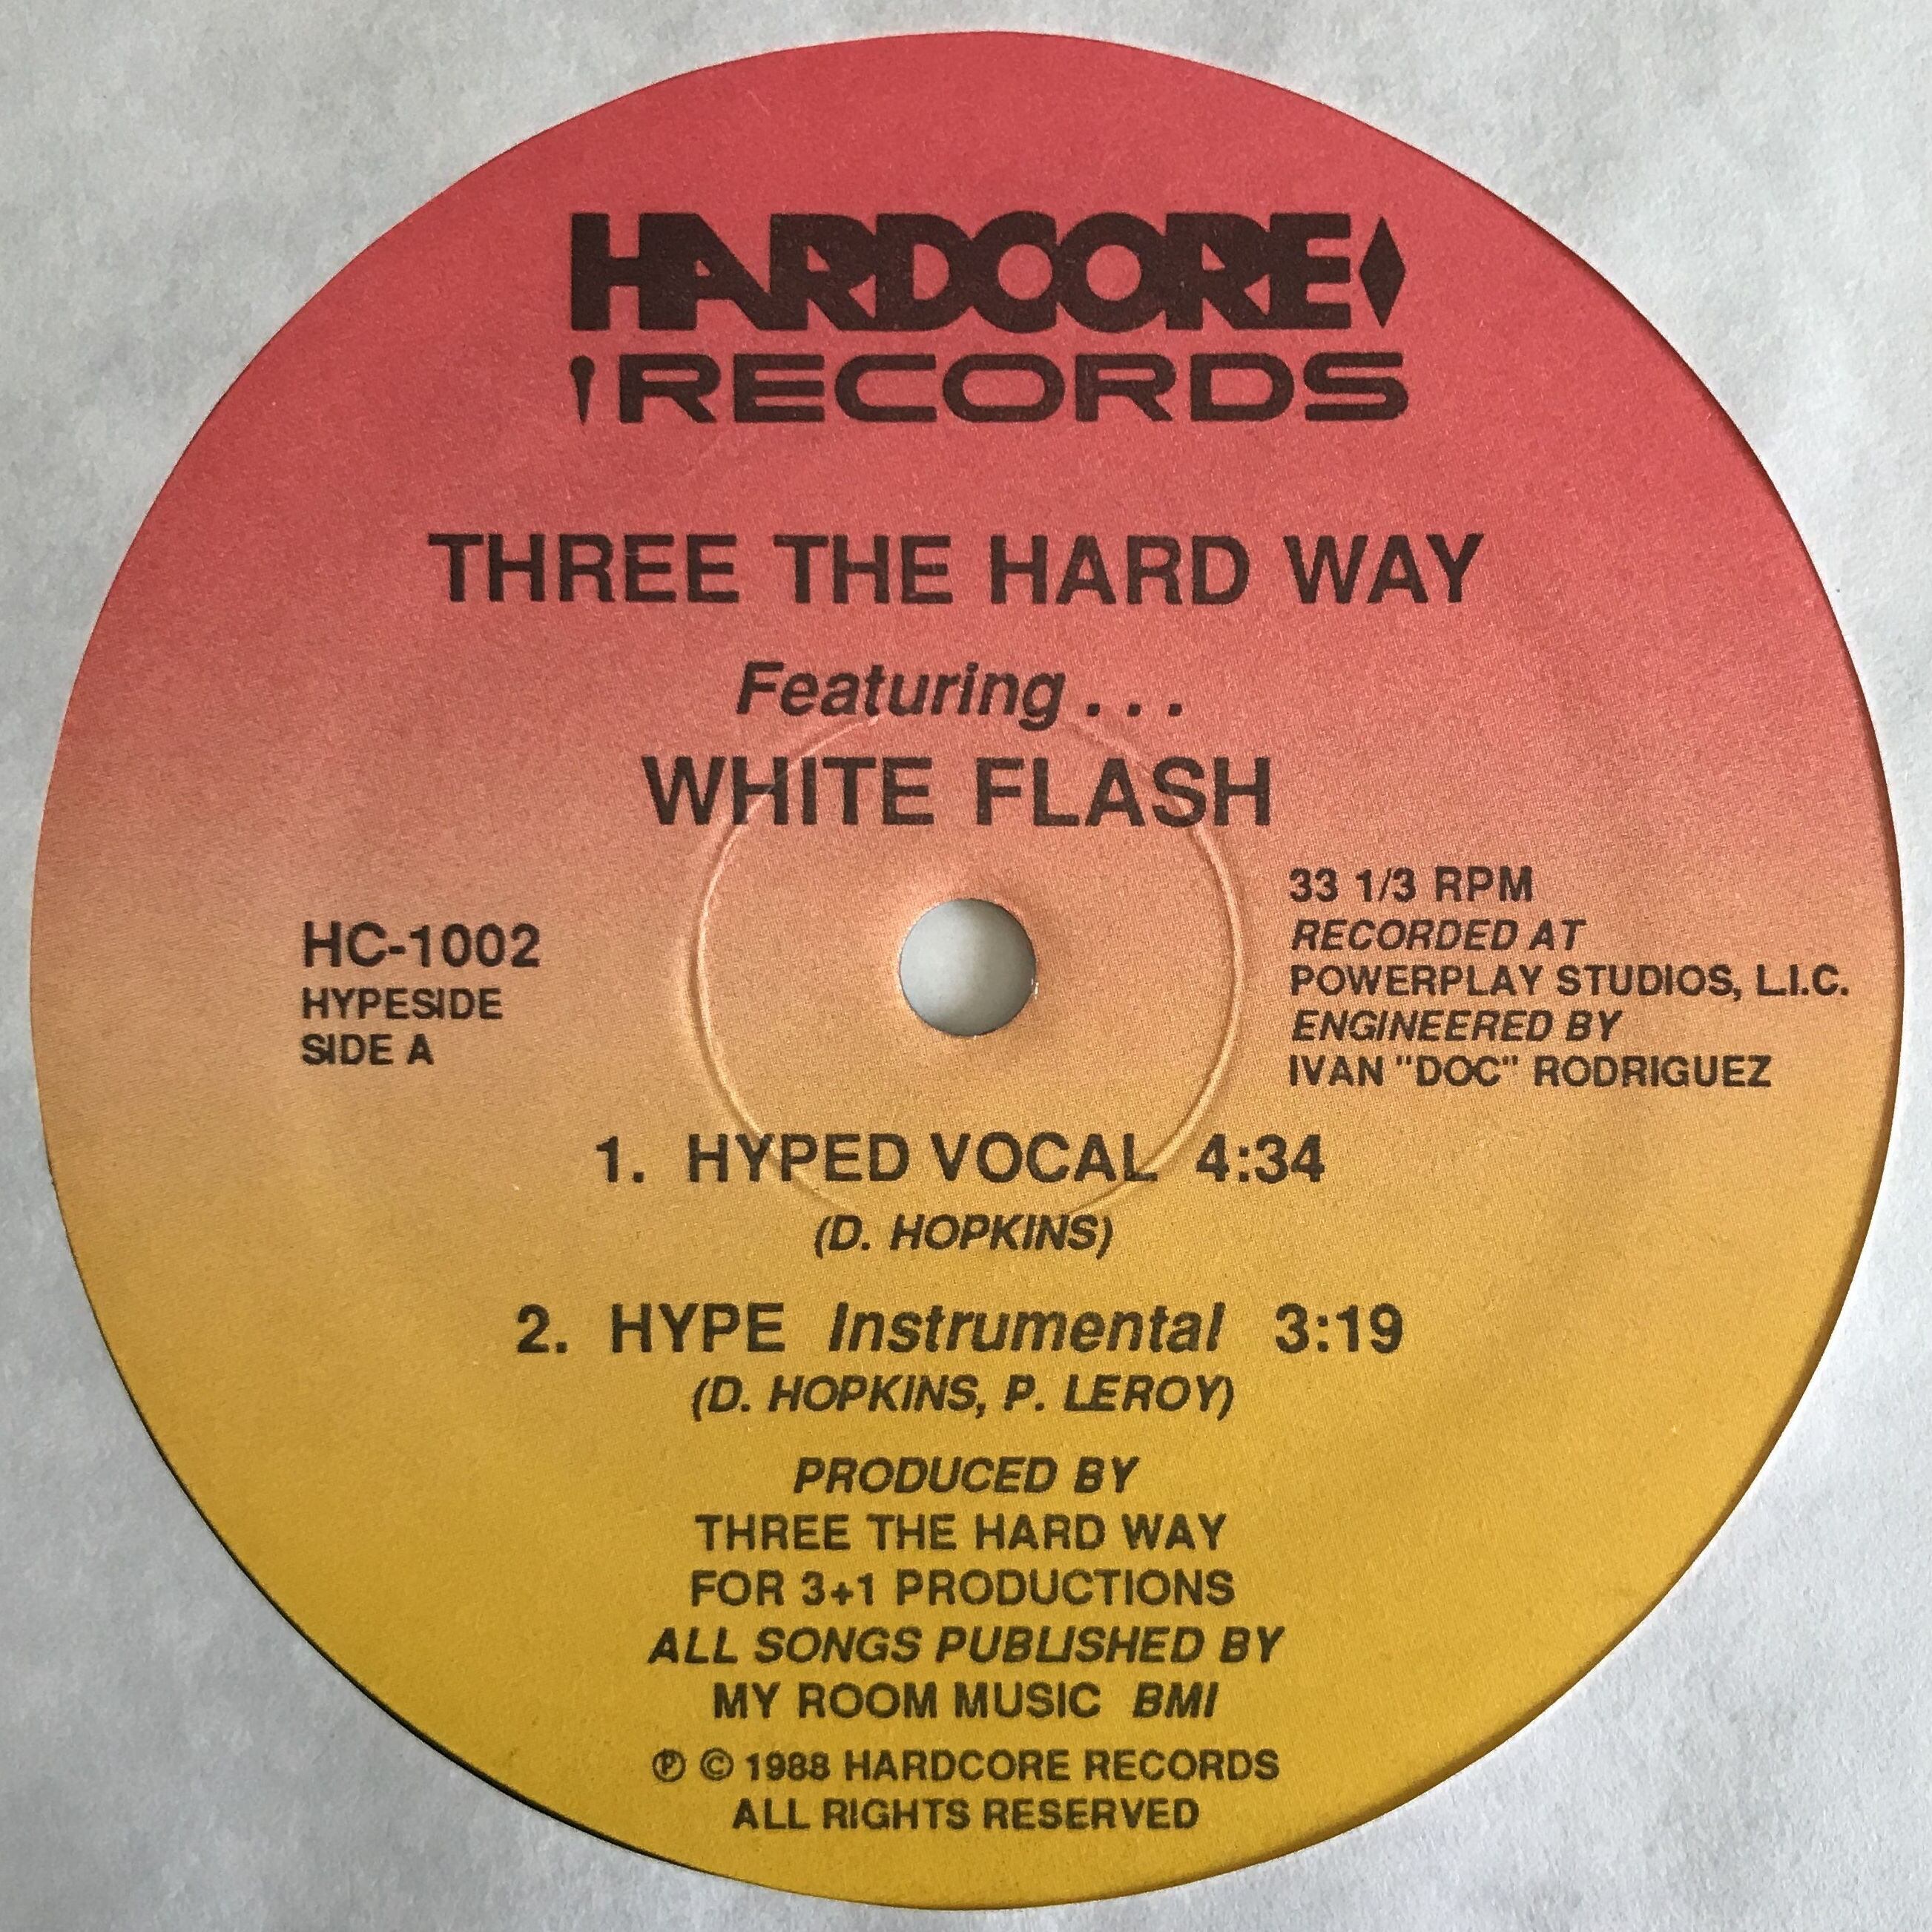 HARDCORE
RECORDS
THREE THE HARD WAY
Featuring . . .
WHITE FLASH
HC-1002
HYPESIDE
SIDE A
33 1/3 RPM
RECORDED AT
POWERPLAY STUDIOS, L.I.C.
ENGINEERED BY
IVAN "DOC" RODRIGUEZ
1. HYPED VOCAL 4:34
(D. HOPKINS)
2. HYPE Instrumental 3:19
(D. HOPKINS, P. LEROY)
PRODUCED BY
THREE THE HARD WAY
FOR 3+1 PRODUCTIONS
ALL SONGS PUBLISHED BY
MY ROOM MUSIC BMI
℗ © 1988 HARDCORE RECORDS
ALL RIGHTS RESERVED